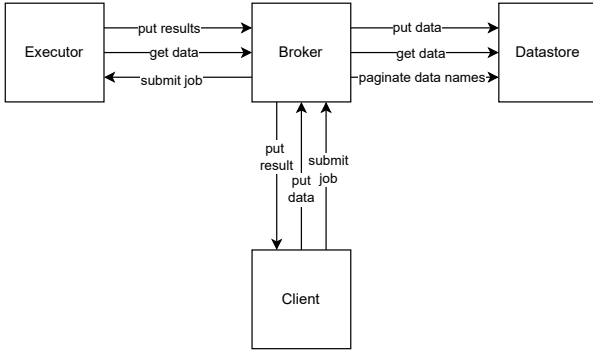 put results
put data
Executor
get data
Broker
get data
Datastore
submit job
paginate data names
put
result
put
data
submit
job
Client